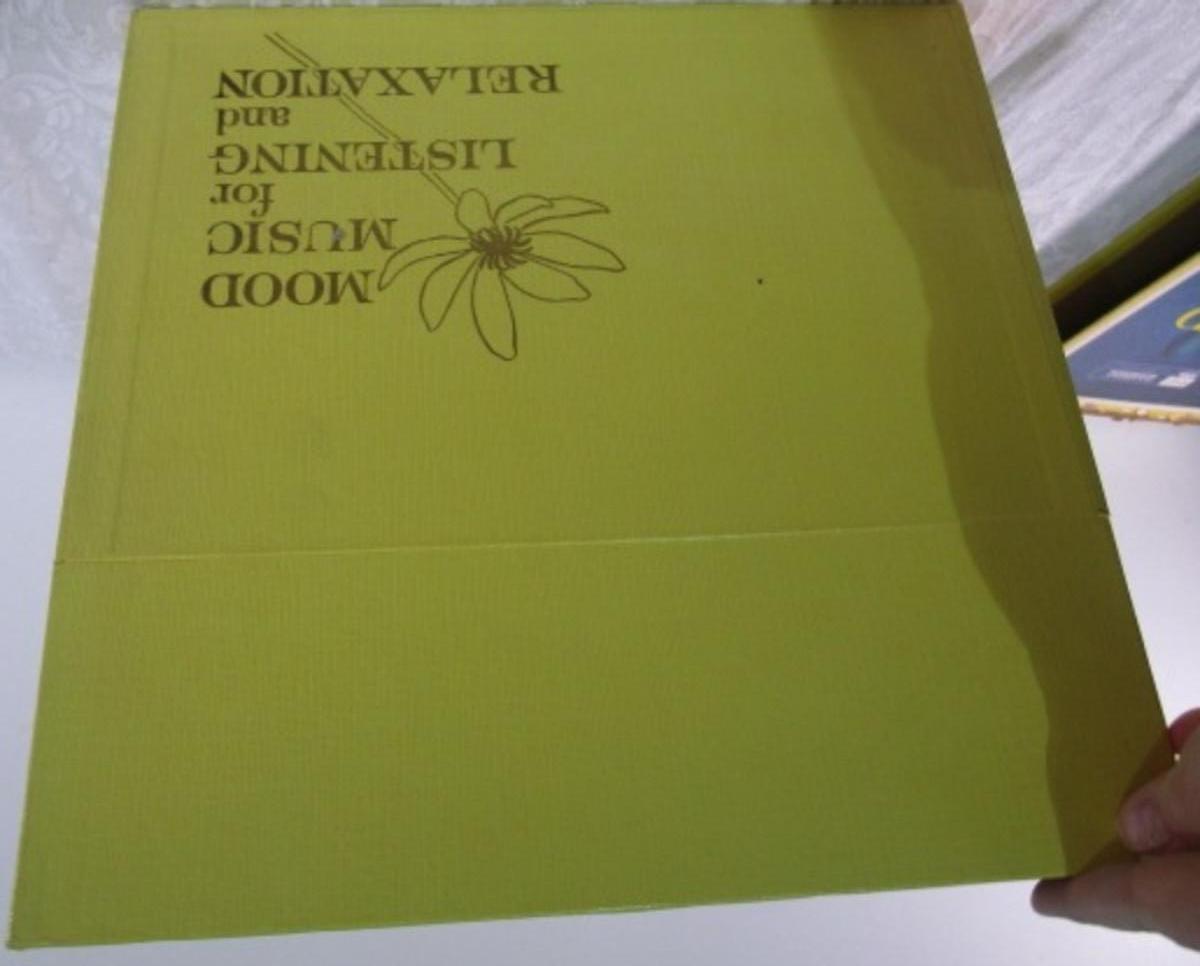 MOOD
MUSIC
for
LISTENING
and
RELAXATION